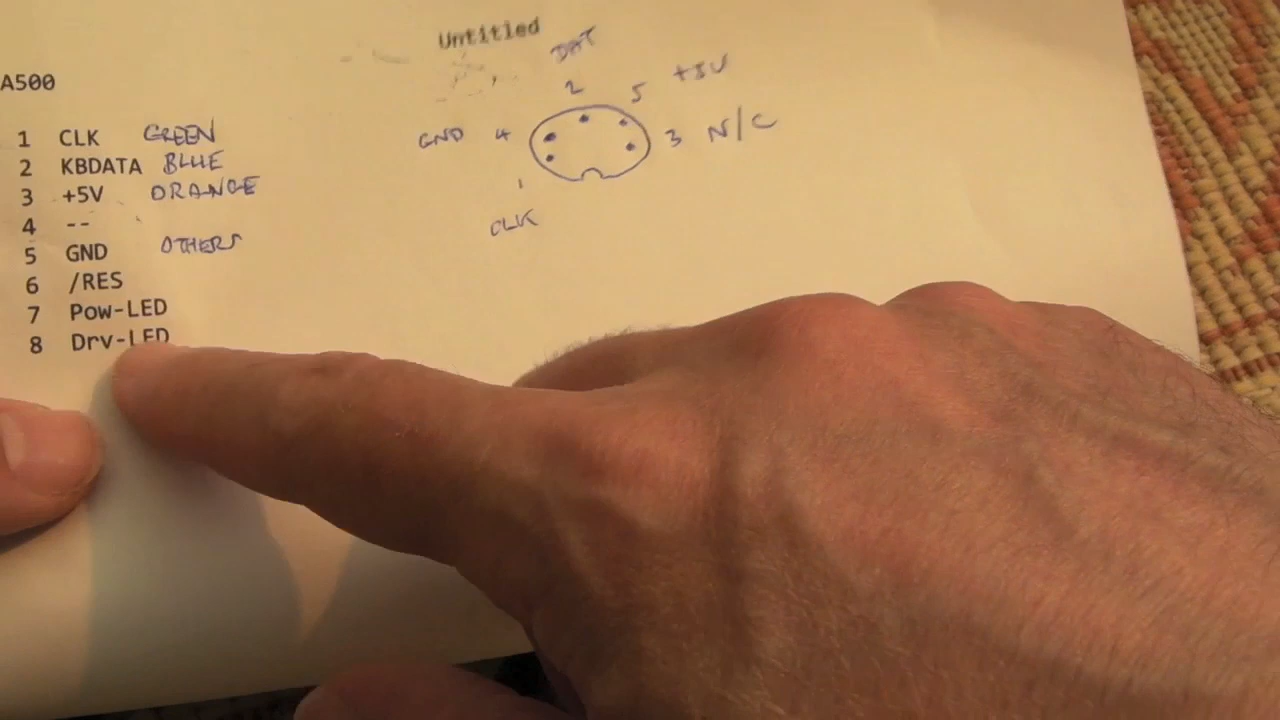 Untitled
A500
1 CLK GREEN
2 KBDATA BLUE
3 +5V ORANGE
4 --
5 GND OTHERS
6 /RES
7 Pow-LED
8 Drv-LED
DAT
2 5 +5V
GND 4 3 N/C
1
CLK